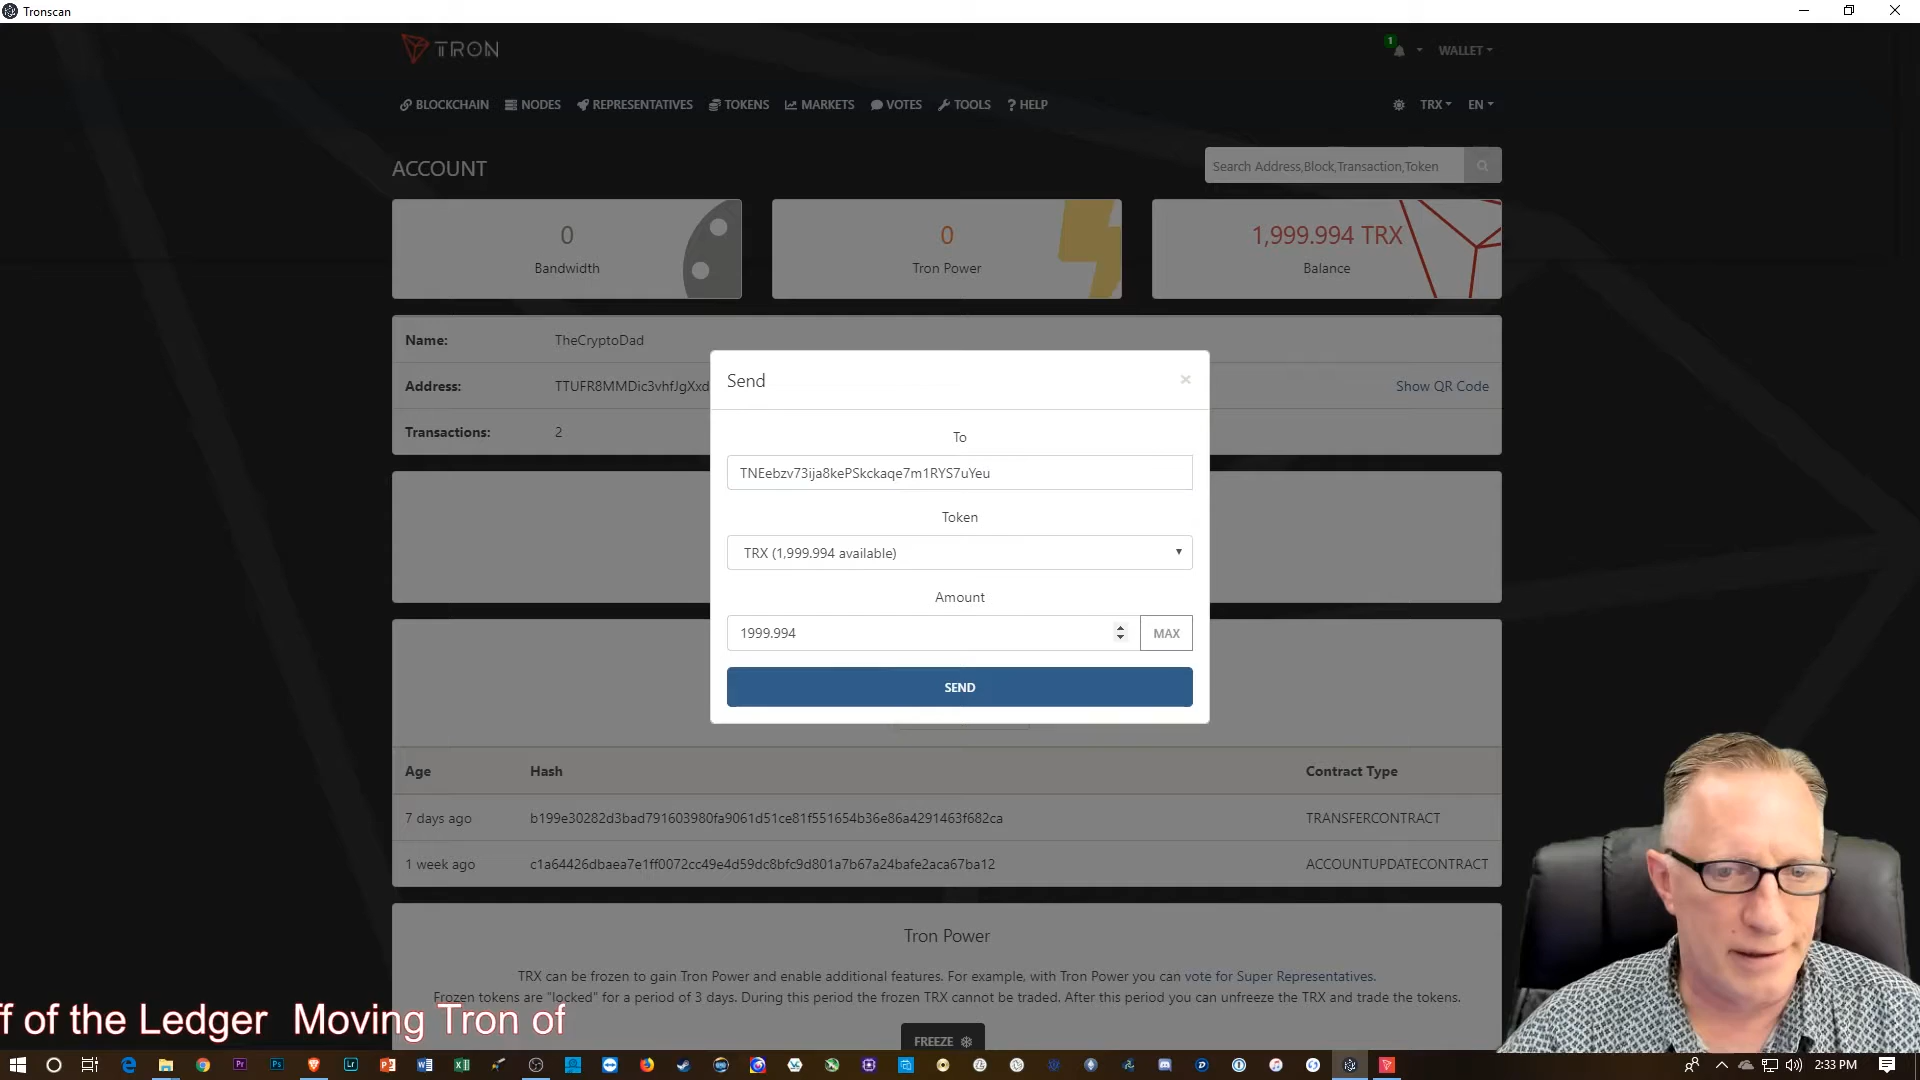 Tronscan
TRON
1
WALLET
BLOCKCHAIN NODES REPRESENTATIVES TOKENS MARKETS VOTES TOOLS ? HELP
TRX EN
ACCOUNT
Search Address,Block,Transaction,Token
0
Bandwidth
0
Tron Power
1,999.994 TRX
Balance
Name: TheCryptoDad
Address: TTUFR8MMDic3vhfJgXxd
Show QR Code
Transactions: 2
Send
×
To
TNEebzv73ija8kePSkckaqe7m1RYS7uYeu
Token
TRX (1,999.994 available)
Amount
1999.994
MAX
SEND
Age Hash Contract Type
7 days ago b199e30282d3bad791603980fa9061d51ce81f551654b36e86a4291463f682ca TRANSFERCONTRACT
1 week ago c1a64426dbaea7e1ff0072cc49e4d59dc8bfc9d801a7b67a24bafe2aca67ba12 ACCOUNTUPDATECONTRACT
Tron Power
TRX can be frozen to gain Tron Power and enable additional features. For example, with Tron Power you can vote for Super Representatives.
Frozen tokens are "locked" for a period of 3 days. During this period the frozen TRX cannot be traded. After this period you can unfreeze the TRX and trade the tokens.
FREEZE
f of the Ledger Moving Tron of
2:33 PM